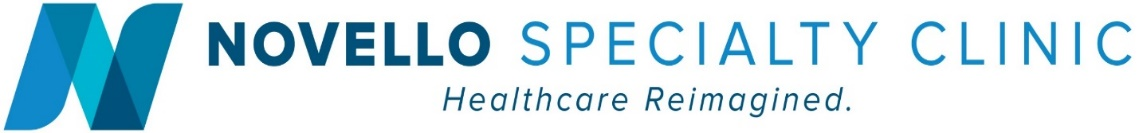 NOVELLO SPECIALTY CLINIC
Healthcare Reimagined.